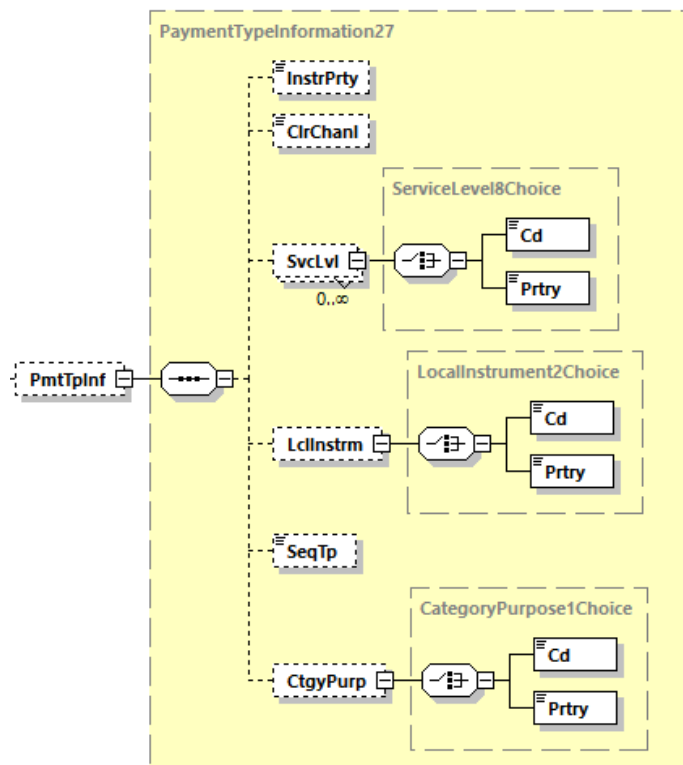 PaymentTypeInformation27
InstrPrty
ClrChanl
ServiceLevel8Choice
Cd
SvcLvl
Prtry
0..∞
PmtTpInf
LocalInstrument2Choice
Cd
LclInstrm
Prtry
SeqTp
CategoryPurpose1Choice
Cd
CtgyPurp
Prtry